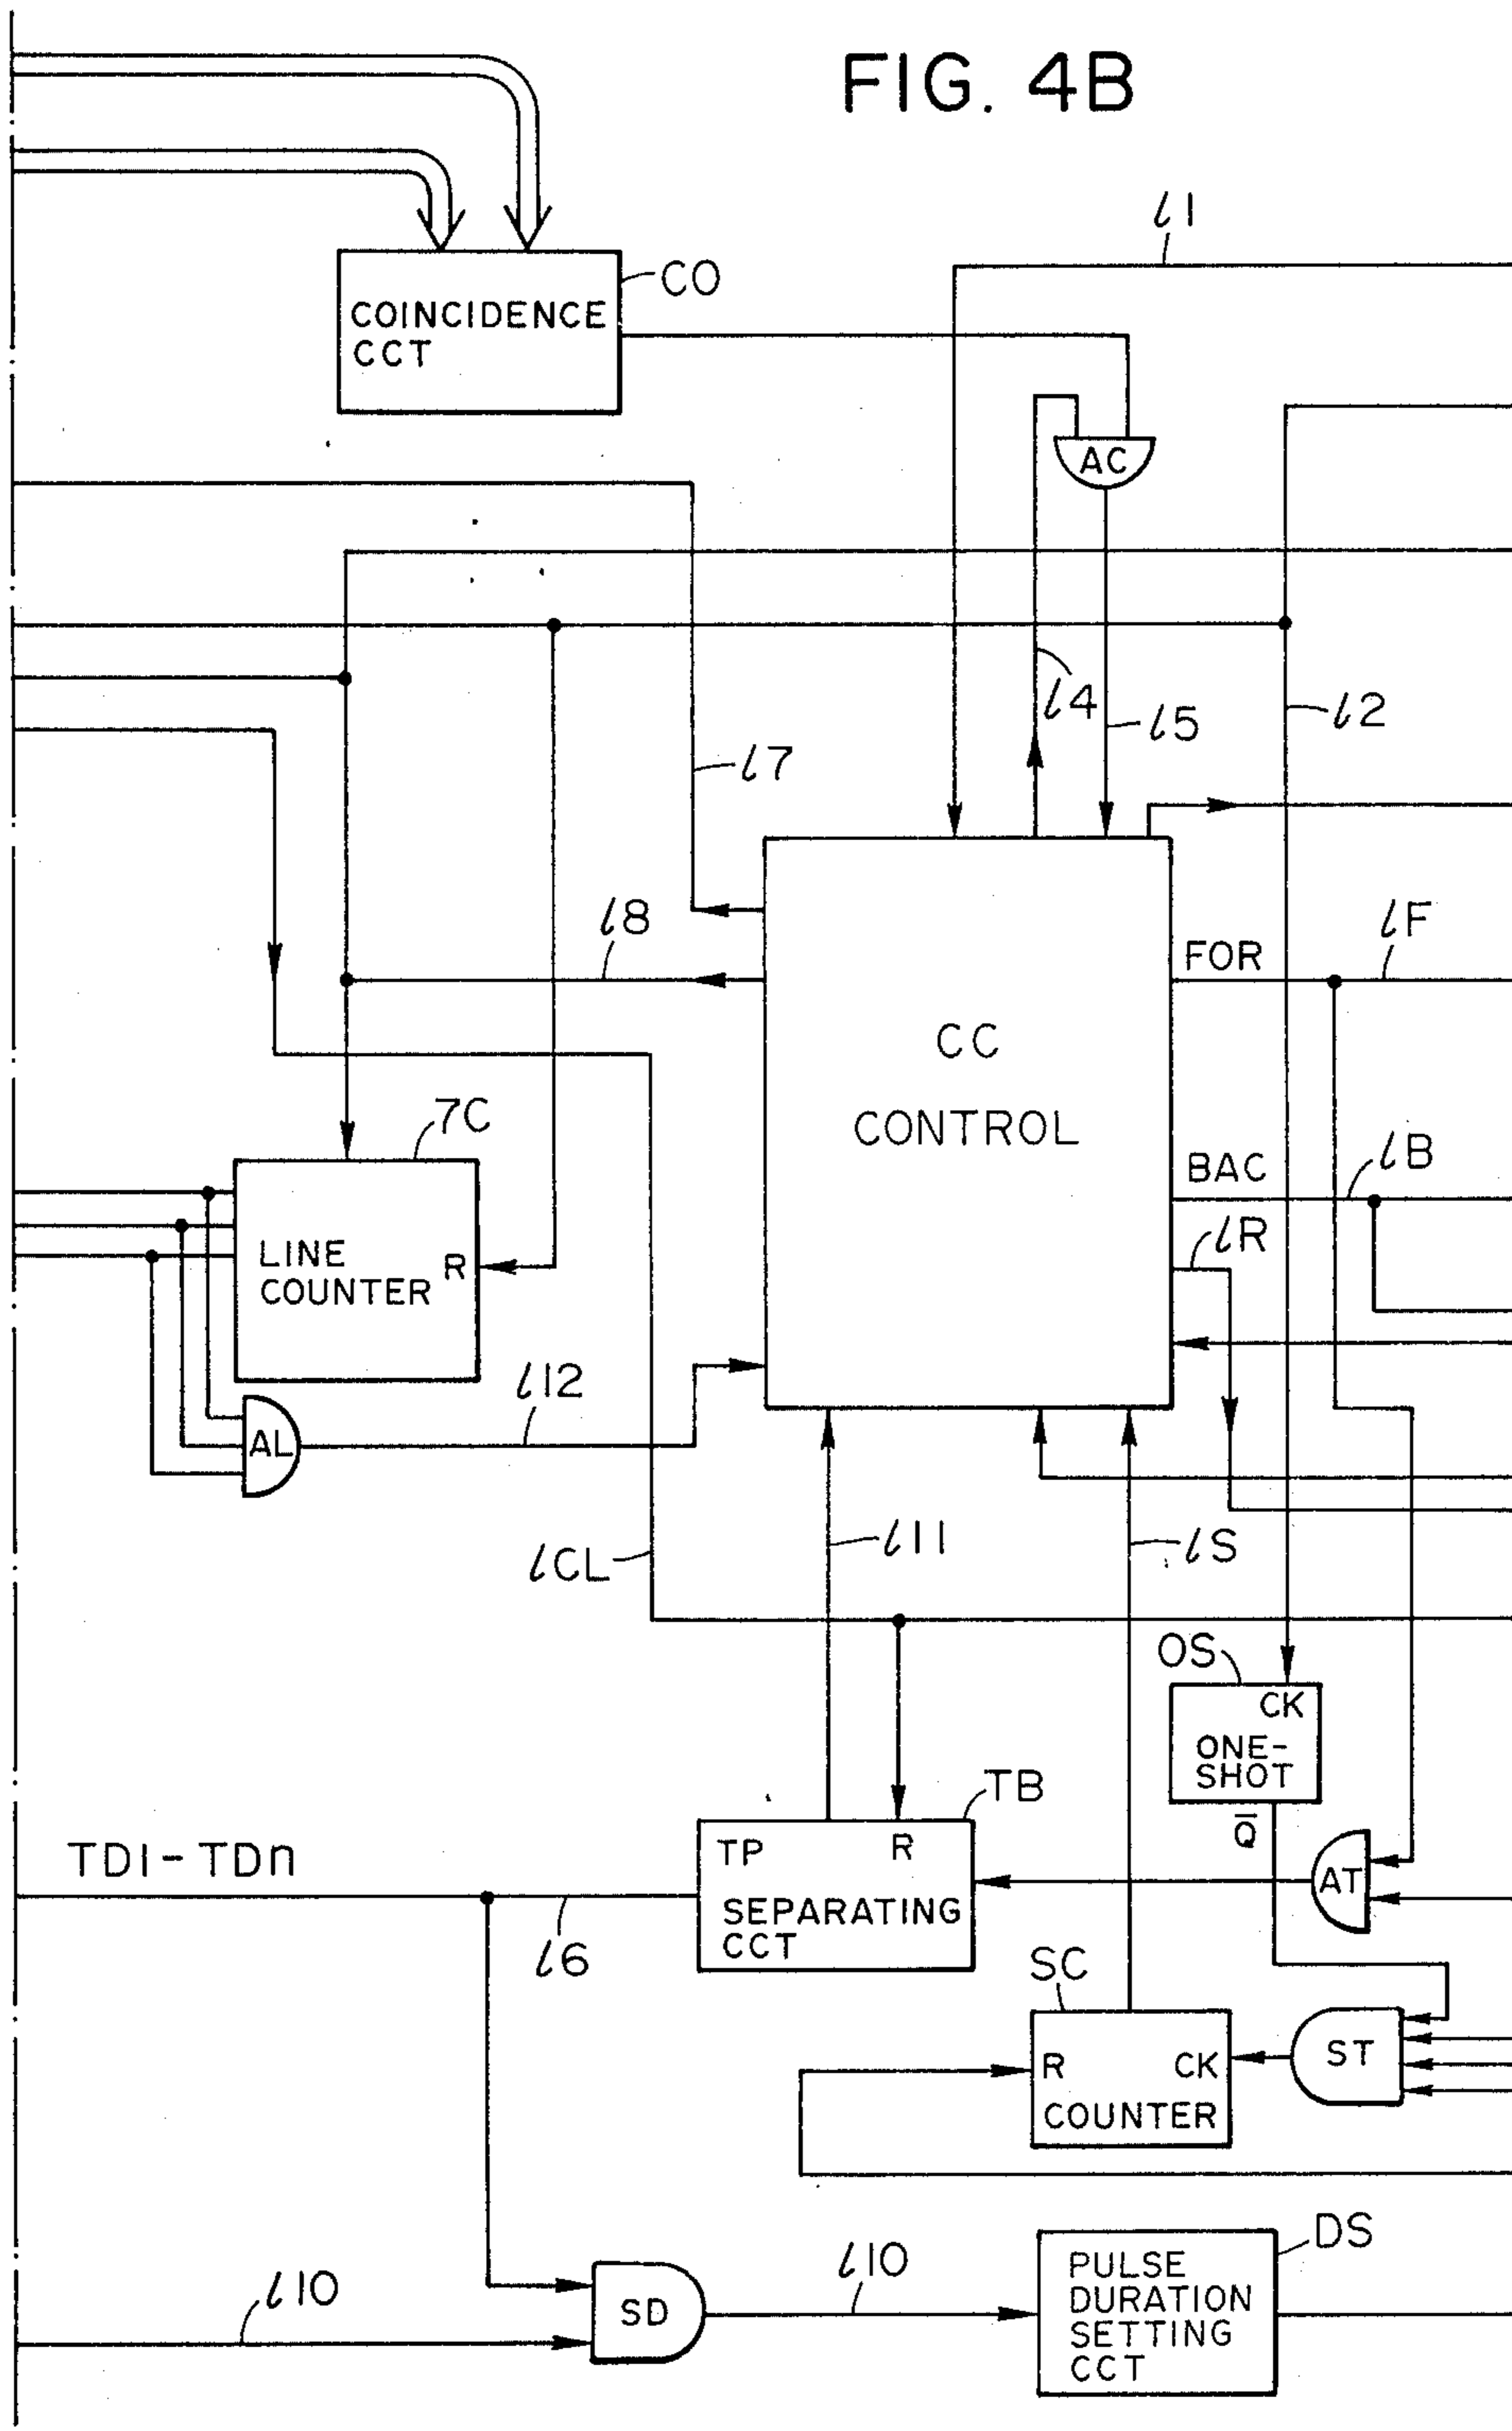 FIG. 4B
l1
CO
COINCIDENCE
CCT
AC
l4
l5
l2
l7
l8
FOR
lF
CC
CONTROL
7C
BAC
lB
lR
LINE
COUNTER
R
l12
AL
l11
lS
lCL
OS
CK
ONE-
SHOT
Q̅
TB
TP
R
SEPARATING
CCT
TD1-TDn
l6
AT
SC
R
CK
COUNTER
ST
l10
SD
l10
DS
PULSE
DURATION
SETTING
CCT